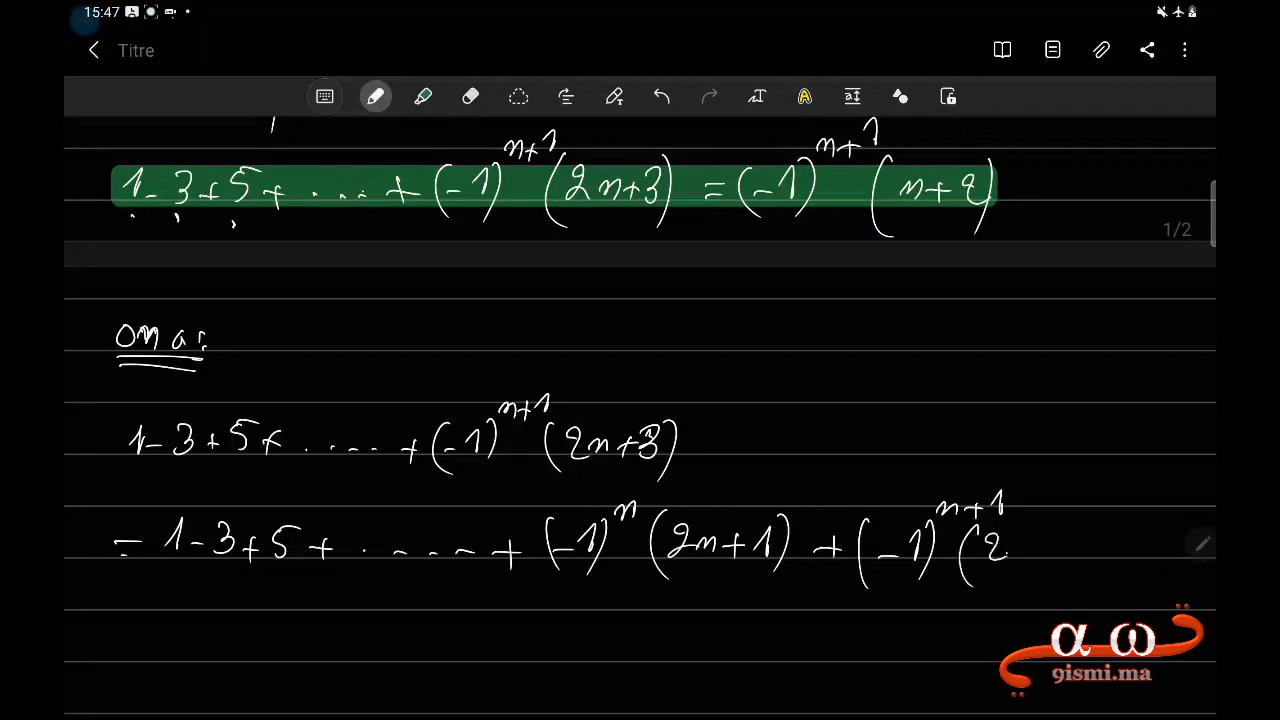 15:47
Titre
1-3+5+.....+(-1)^{n+1}(2n+3) = (-1)^{n+1}(n+2)
1/2
on a:
1-3+5+.....+(-1)^{n+1}(2n+3)
= 1-3+5+......+(-1)^{n}(2n+1)+(-1)^{n+1}(2
α ω
9ismi.ma